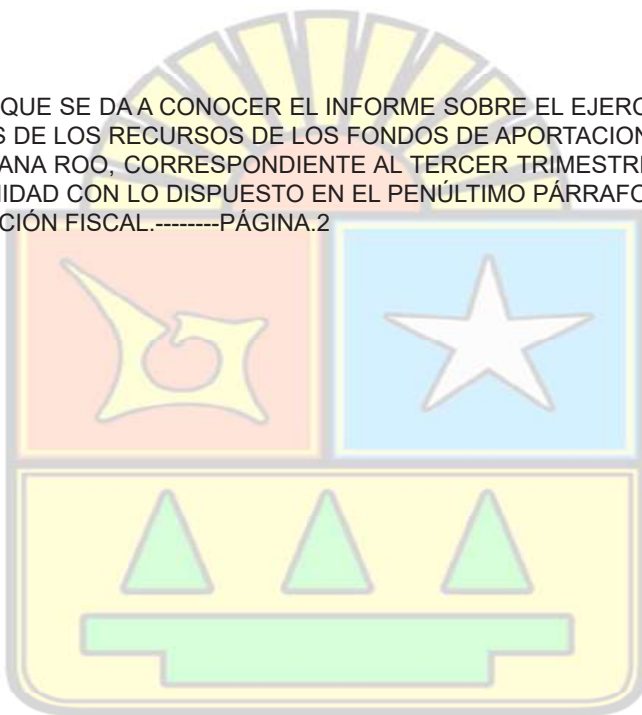 QUE SE DA A CONOCER EL INFORME SOBRE EL EJERC
S DE LOS RECURSOS DE LOS FONDOS DE APORTACION
ANA ROO, CORRESPONDIENTE AL TERCER TRIMESTR
IDAD CON LO DISPUESTO EN EL PENÚLTIMO PÁRRAFO
CIÓN FISCAL.--------PÁGINA.2